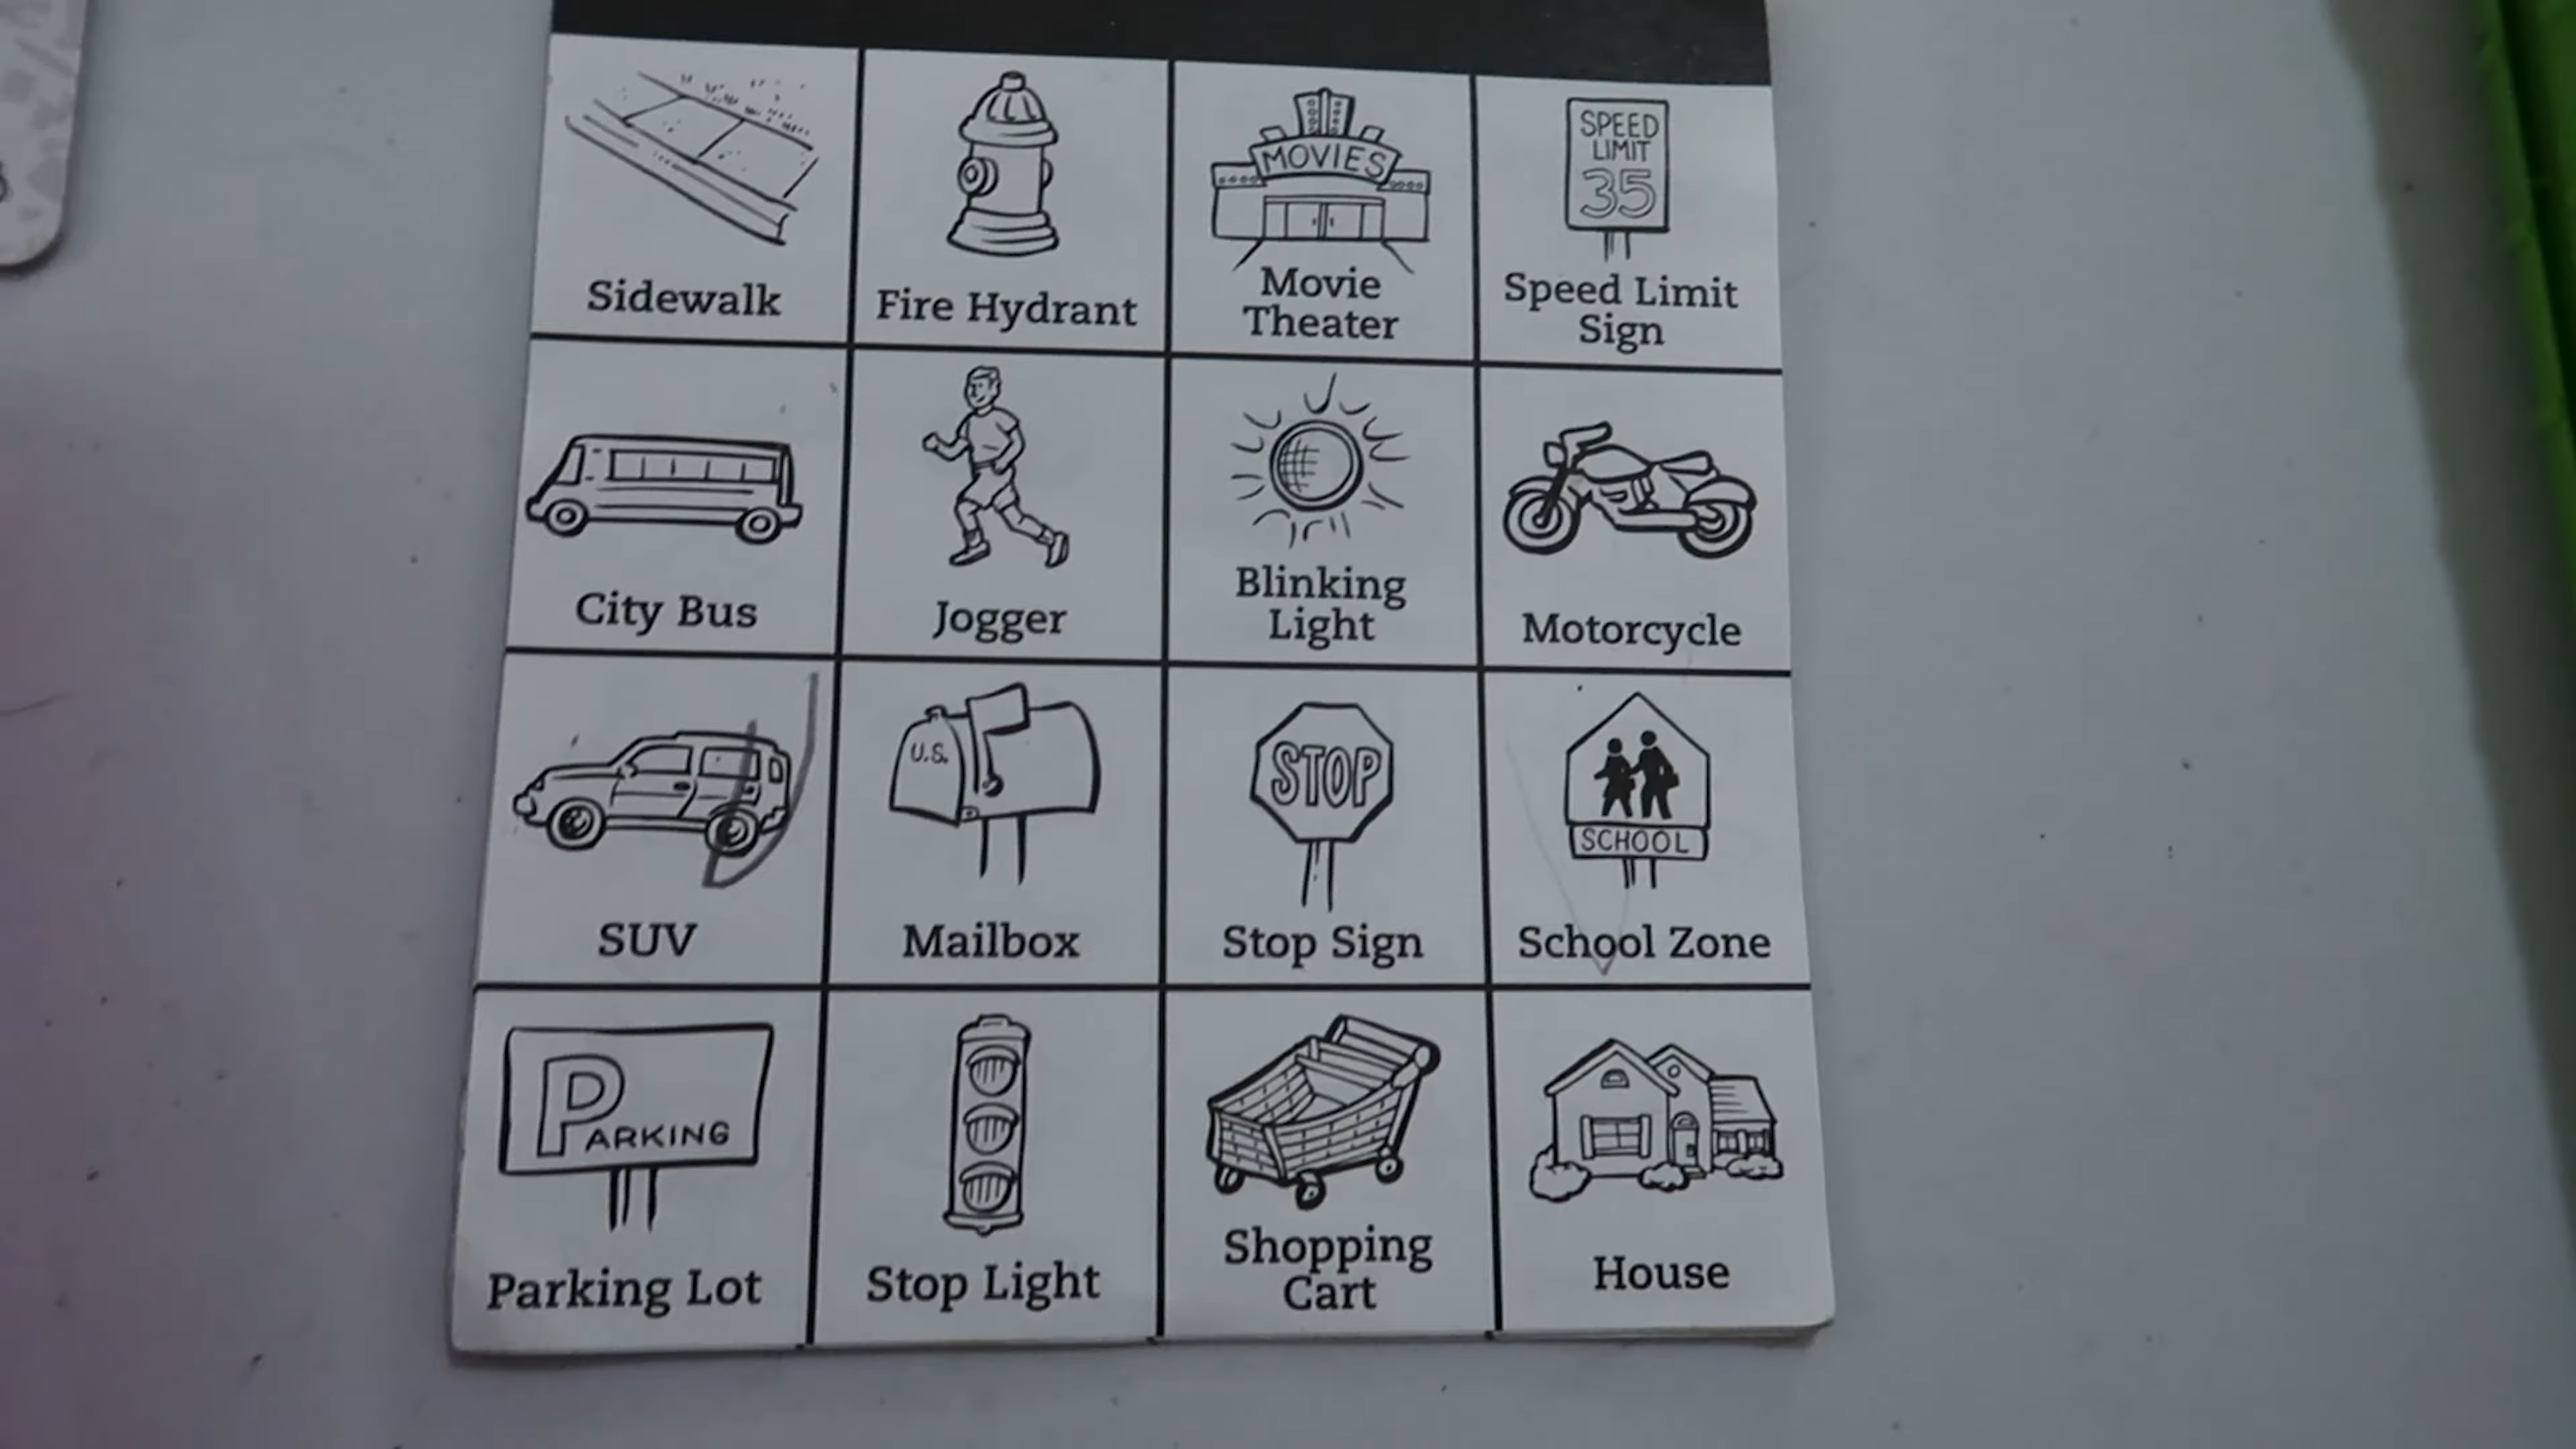 MOVIES
SPEED
LIMIT
35
Sidewalk
Fire Hydrant
Movie
Theater
Speed Limit
Sign
City Bus
Jogger
Blinking
Light
Motorcycle
U.S.
STOP
SCHOOL
SUV
Mailbox
Stop Sign
School Zone
PARKING
Parking Lot
Stop Light
Shopping
Cart
House